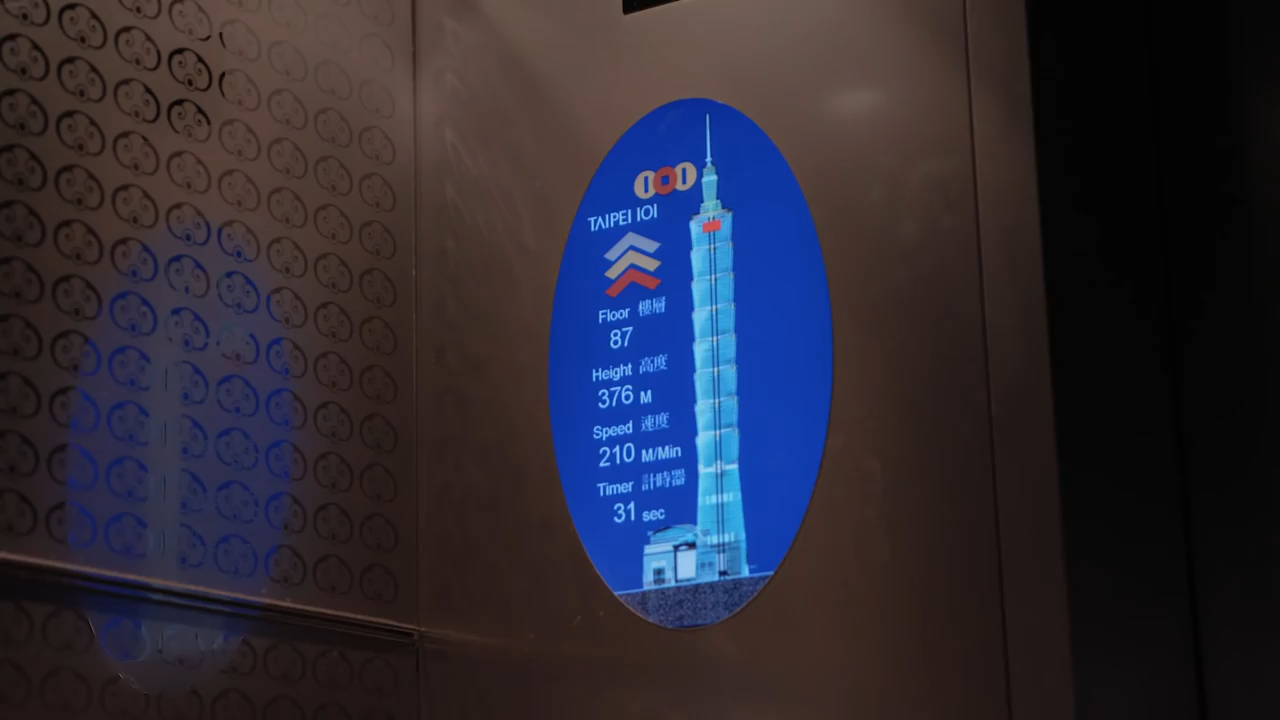 TAIPEI 101
Floor 樓層
87
Height 高度
376 M
Speed 速度
210 M/Min
Timer 計時器
31 sec